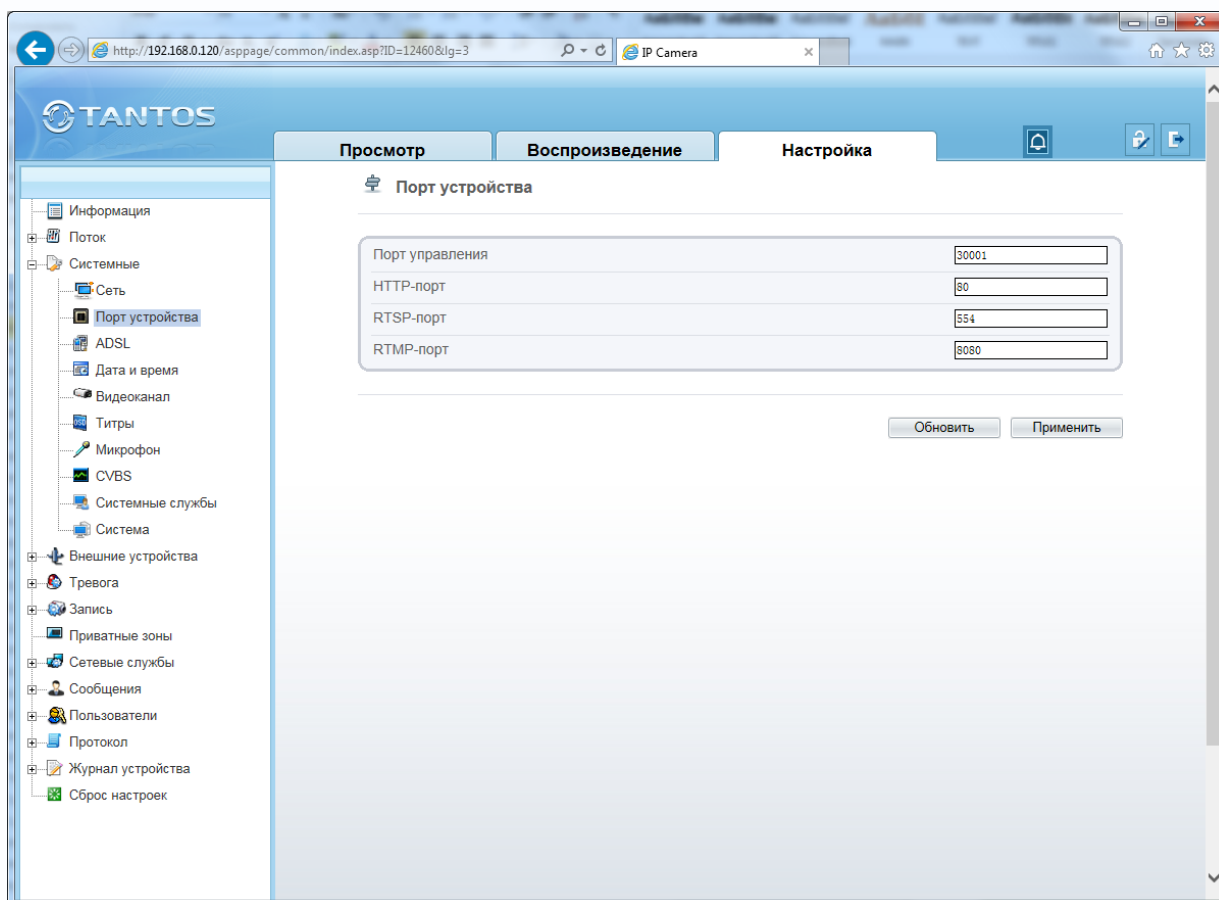 http://192.168.0.120/asppage/common/index.asp?ID=12460&lg=3
IP Camera
TANTOS
Просмотр
Воспроизведение
Настройка
Порт устройства
Информация
Поток
Системные
Сеть
Порт устройства
ADSL
Дата и время
Видеоканал
Титры
Микрофон
CVBS
Системные службы
Система
Внешние устройства
Тревога
Запись
Приватные зоны
Сетевые службы
Сообщения
Пользователи
Протокол
Журнал устройства
Сброс настроек
Порт управления 30001
HTTP-порт 80
RTSP-порт 554
RTMP-порт 8080
Обновить Применить